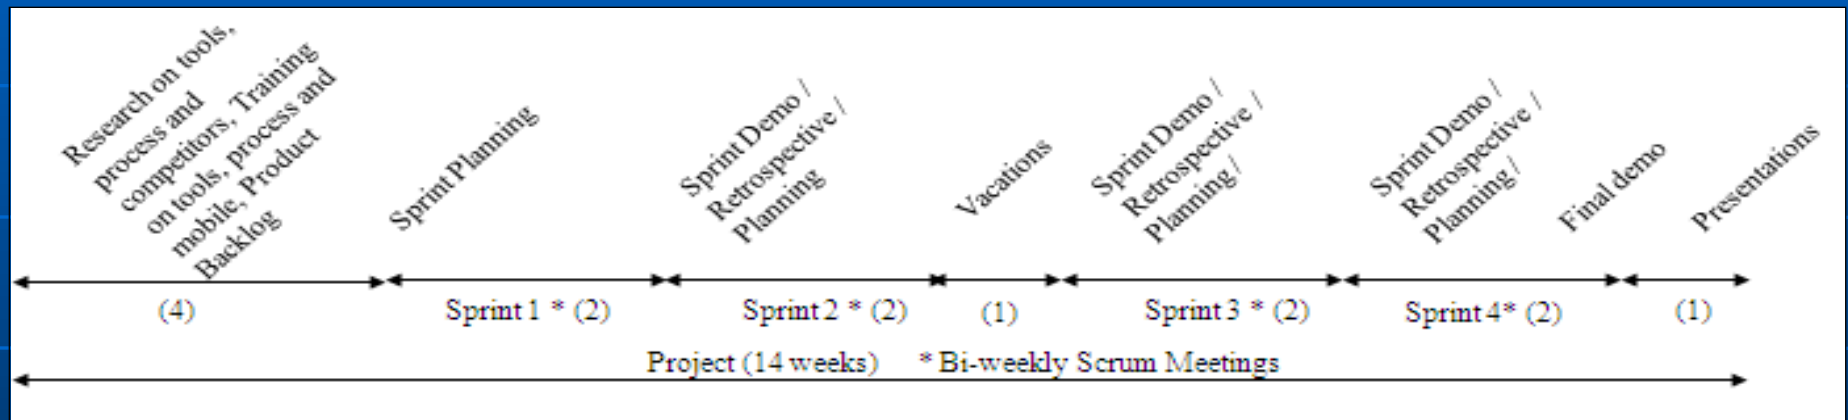 Research on tools,
process and
competitors, Training
on tools, process and
mobile, Product
Backlog
Sprint Planning
Sprint Demo /
Retrospective /
Planning
Vacations
Sprint Demo /
Retrospective /
Planning /
Sprint Demo /
Retrospective /
Planning /
Final demo
Presentations
(4)
Sprint 1 * (2)
Sprint 2 * (2)
(1)
Sprint 3 * (2)
Sprint 4* (2)
(1)
Project (14 weeks) * Bi-weekly Scrum Meetings